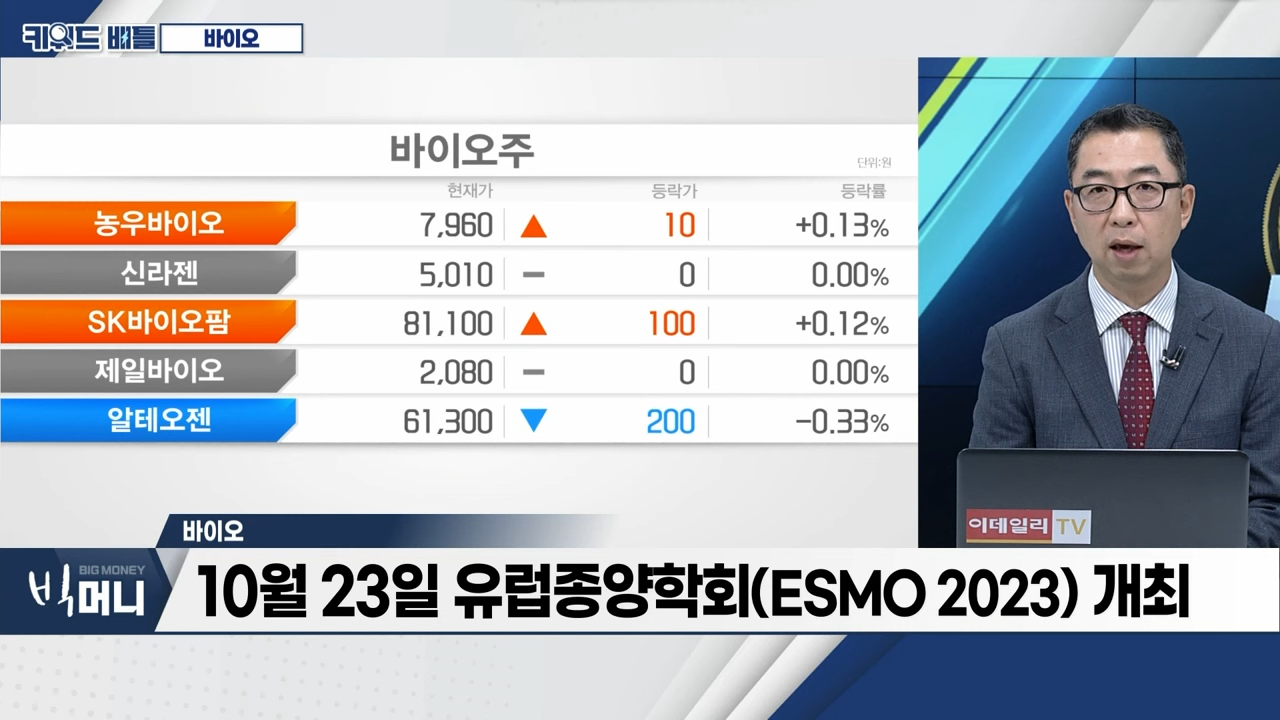 키워드 배틀 바이오
바이오주
단위:원
현재가 등락가 등락률
농우바이오 7,960 ▲ 10 +0.13%
신라젠 5,010 - 0 0.00%
SK바이오팜 81,100 ▲ 100 +0.12%
제일바이오 2,080 - 0 0.00%
알테오젠 61,300 ▼ 200 -0.33%
이데일리 TV
바이오
BIG MONEY
빅머니
10월 23일 유럽종양학회(ESMO 2023) 개최